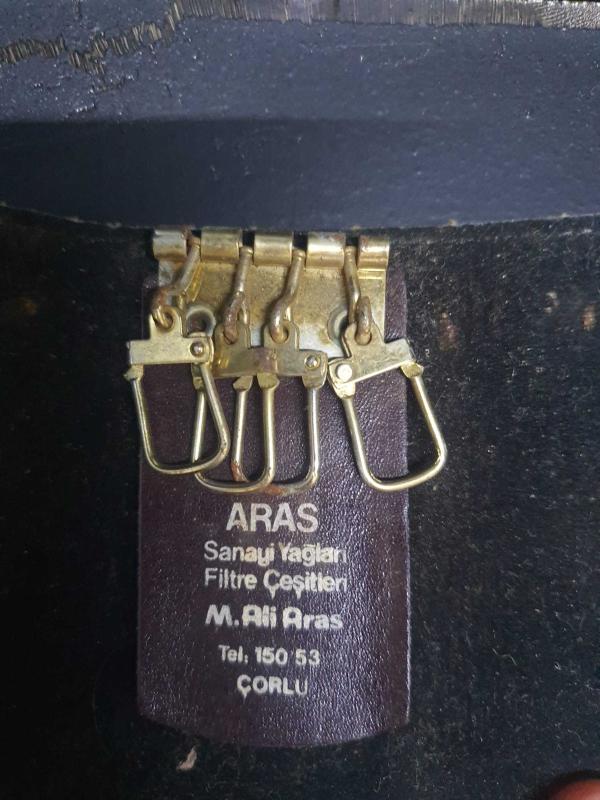 ARAS
Sanayi Yağları
Filtre Çeşitleri
M.Ali Aras
Tel: 150 53
ÇORLU